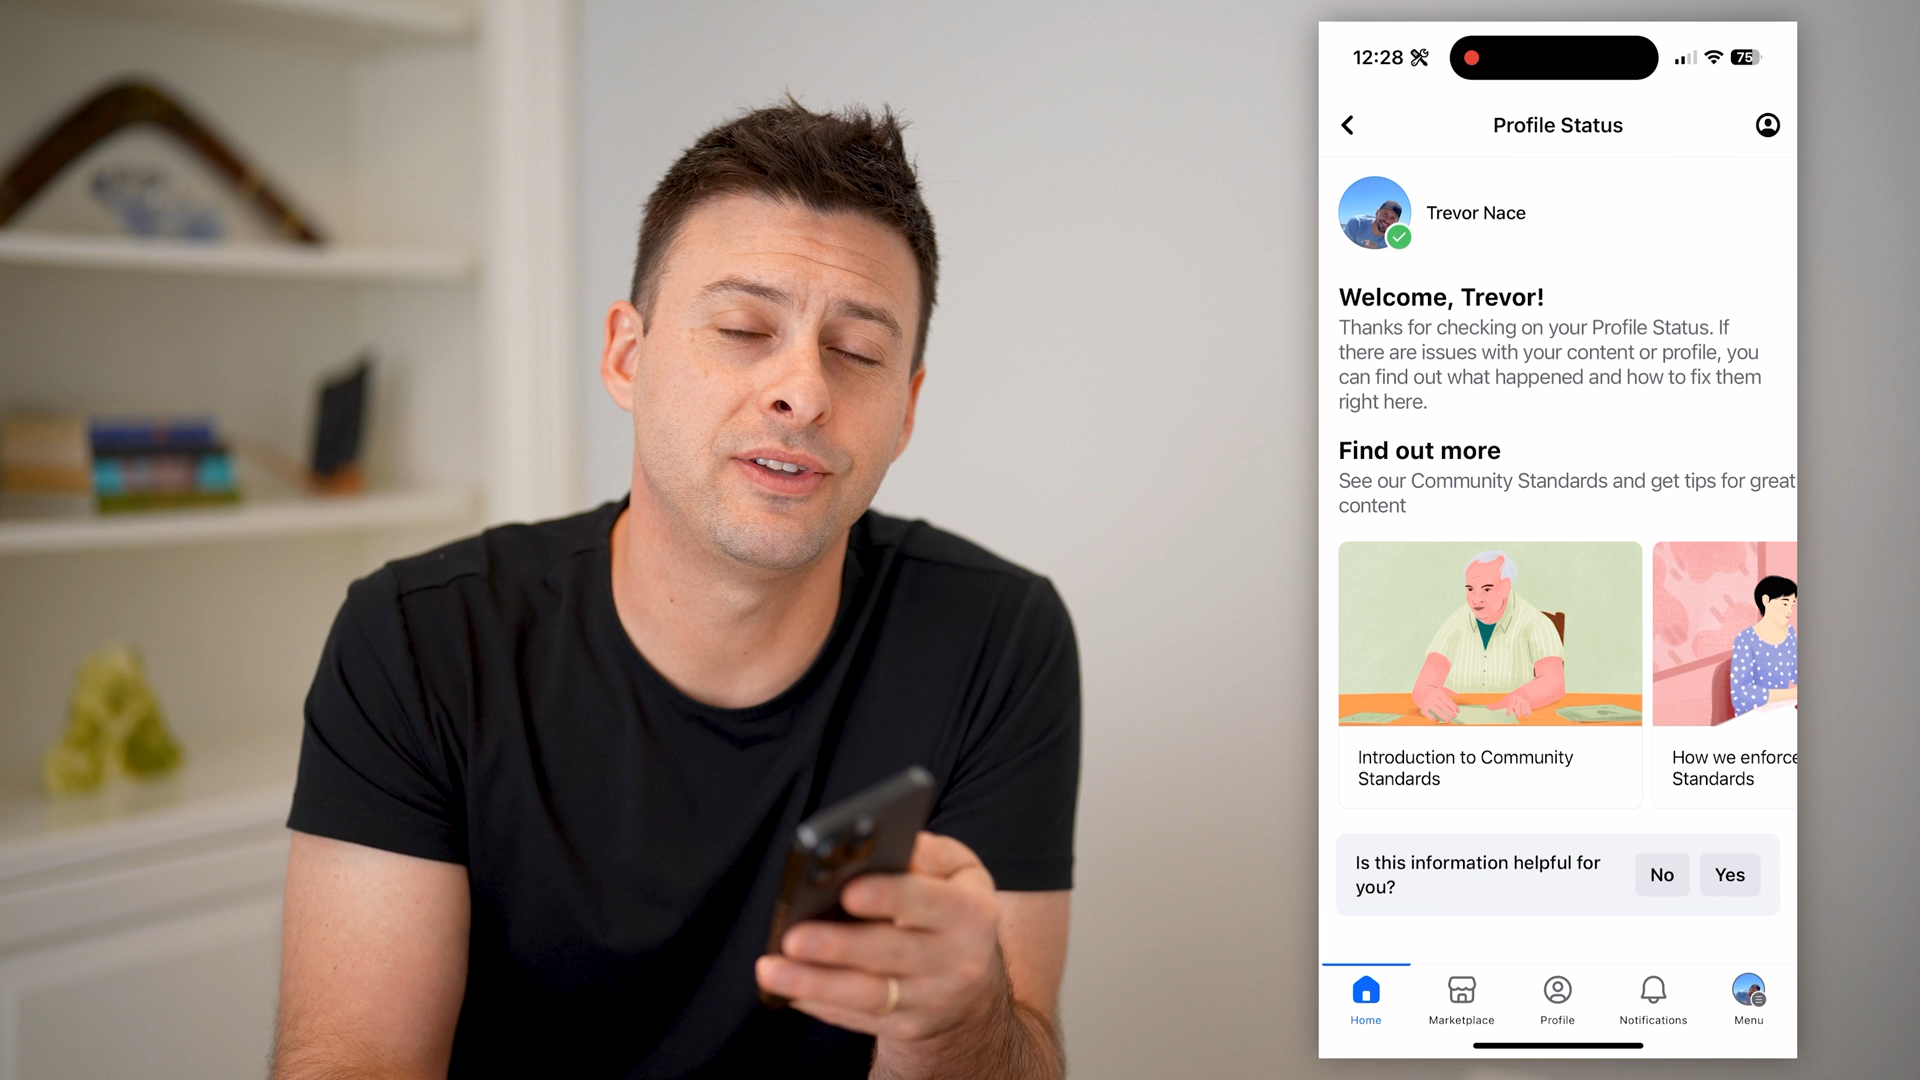 12:28
75
Profile Status
Trevor Nace
Welcome, Trevor!
Thanks for checking on your Profile Status. If
there are issues with your content or profile, you
can find out what happened and how to fix them
right here.
Find out more
See our Community Standards and get tips for great
content
Introduction to Community
Standards
How we enforce
Standards
Is this information helpful for
you?
No
Yes
Home
Marketplace
Profile
Notifications
Menu